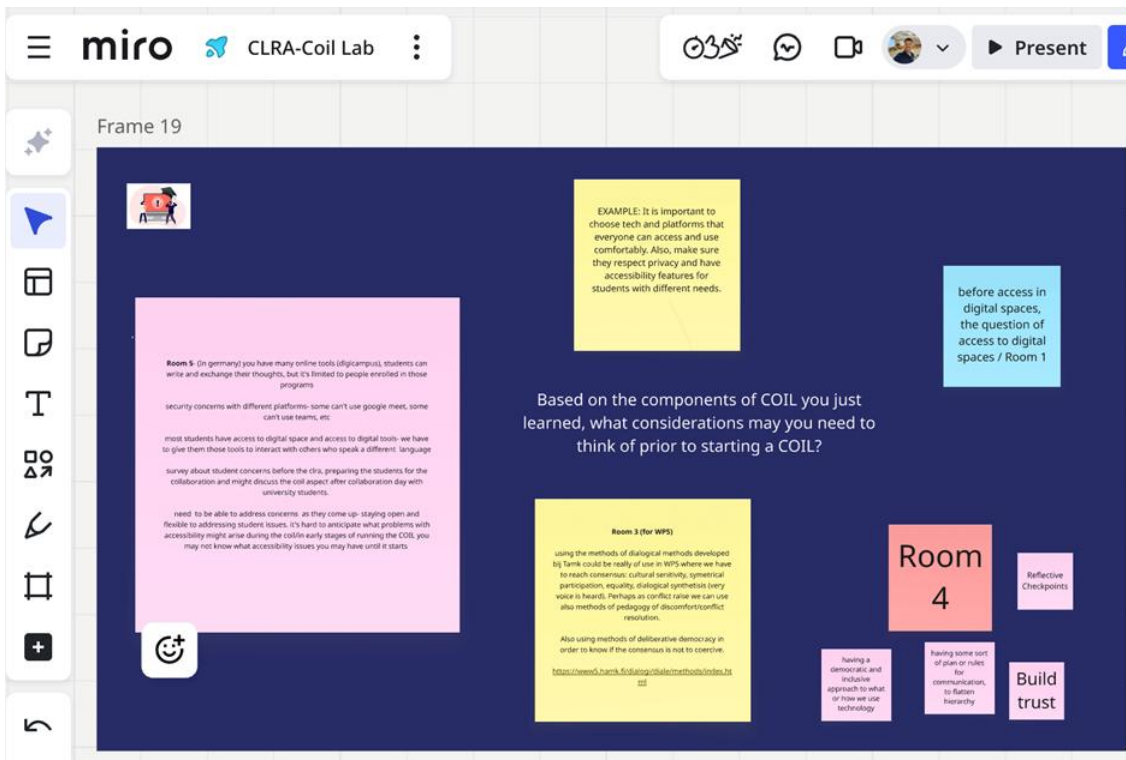 miro
CLRA-Coil Lab
Present
Frame 19
EXAMPLE: It is important to
choose tech and platforms that
everyone can access and use
comfortably. Also, make sure
they respect privacy and have
accessibility features for
students with different needs.
before access in
digital spaces,
the question of
access to digital
spaces / Room 1
Room 5- (in germany) you have many online tools (digicampus), students can
write and exchange their thoughts, but it's limited to people enrolled in those
programs
security concerns with different platforms- some can't use google meet, some
can't use teams, etc
most students have access to digital space and access to digital tools- we have
to give them those tools to interact with others who speak a different language
survey about student concerns before the clra, preparing the students for the
collaboration and might discuss the coil aspect after collaboration day with
university students.
need to be able to address concerns as they come up- staying open and
flexible to addressing student issues. it's hard to anticipate what problems with
accessibility might arise during the coil/in early stages of running the COIL you
may not know what accessibility issues you may have until it starts
Based on the components of COIL you just
learned, what considerations may you need to
think of prior to starting a COIL?
Room 3 (for WP5)
using the methods of dialogical methods developed
bij Tamk could be really of use in WP5 where we have
to reach consensus: cultural senitivity, symetrical
participation, equality, dialogical synthetisis (very
voice is heard). Perhaps as conflict raise we can use
also methods of pedagogy of discomfort/conflict
resolution.
Also using methods of deliberative democracy in
order to know if the consensus is not to coercive.
https://www5.hamk.fi/dialogi/diale/methods/index.ht
ml
Room
4
Reflective
Checkpoints
having a
democratic and
inclusive
approach to what
or how we use
technology
having some sort
of plan or rules
for
communication,
to flatten
hierarchy
Build
trust